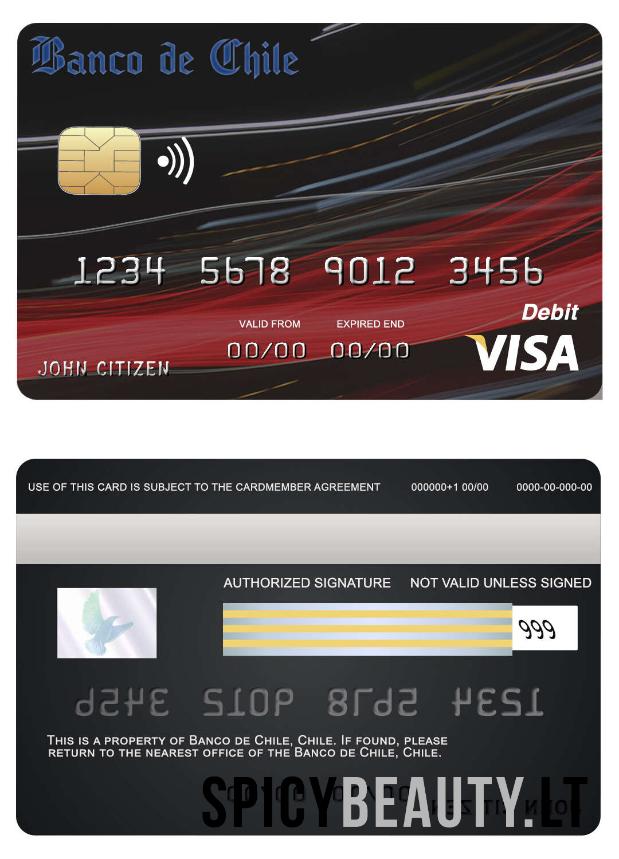 Banco de Chile
1234 5678 9012 3456
Debit
VALID FROM EXPIRED END
00/00 00/00
VISA
JOHN CITIZEN
USE OF THIS CARD IS SUBJECT TO THE CARDMEMBER AGREEMENT 000000+1 00/00 0000-00-000-00
AUTHORIZED SIGNATURE NOT VALID UNLESS SIGNED
999
THIS IS A PROPERTY OF BANCO DE CHILE, CHILE. IF FOUND, PLEASE
RETURN TO THE NEAREST OFFICE OF THE BANCO DE CHILE, CHILE.
SPICYBEAUTY.LT